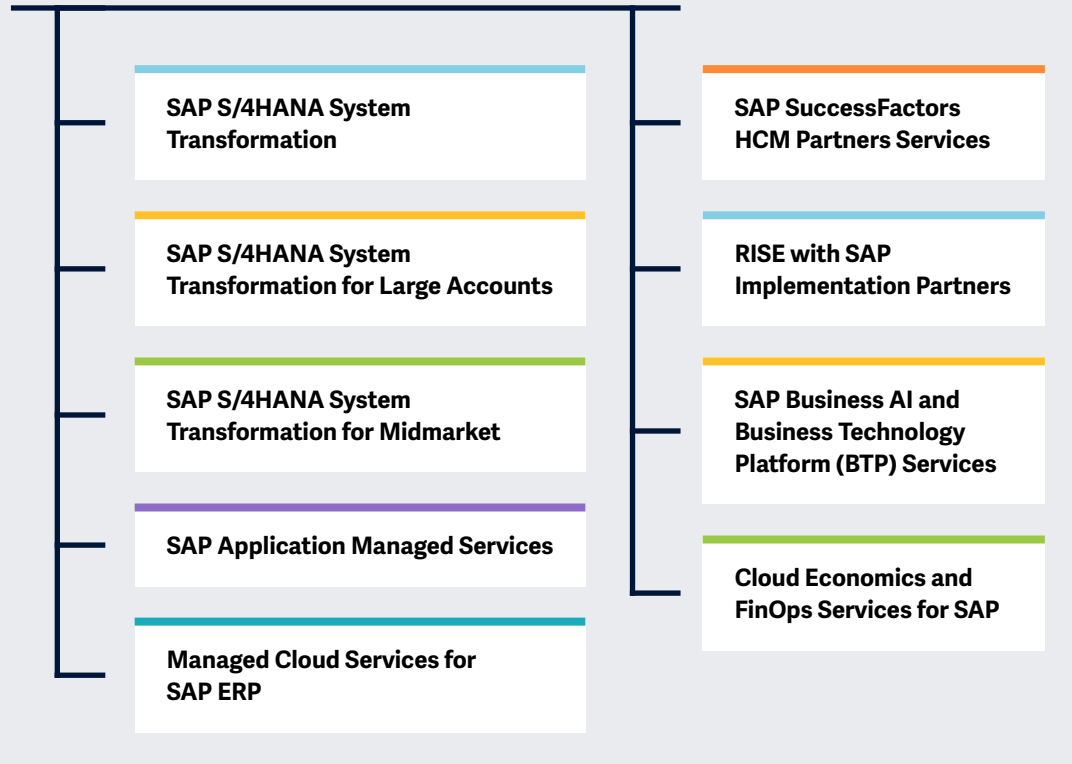 SAP S/4HANA System
Transformation
SAP S/4HANA System
Transformation for Large Accounts
SAP S/4HANA System
Transformation for Midmarket
SAP Application Managed Services
Managed Cloud Services for
SAP ERP
SAP SuccessFactors
HCM Partners Services
RISE with SAP
Implementation Partners
SAP Business AI and
Business Technology
Platform (BTP) Services
Cloud Economics and
FinOps Services for SAP